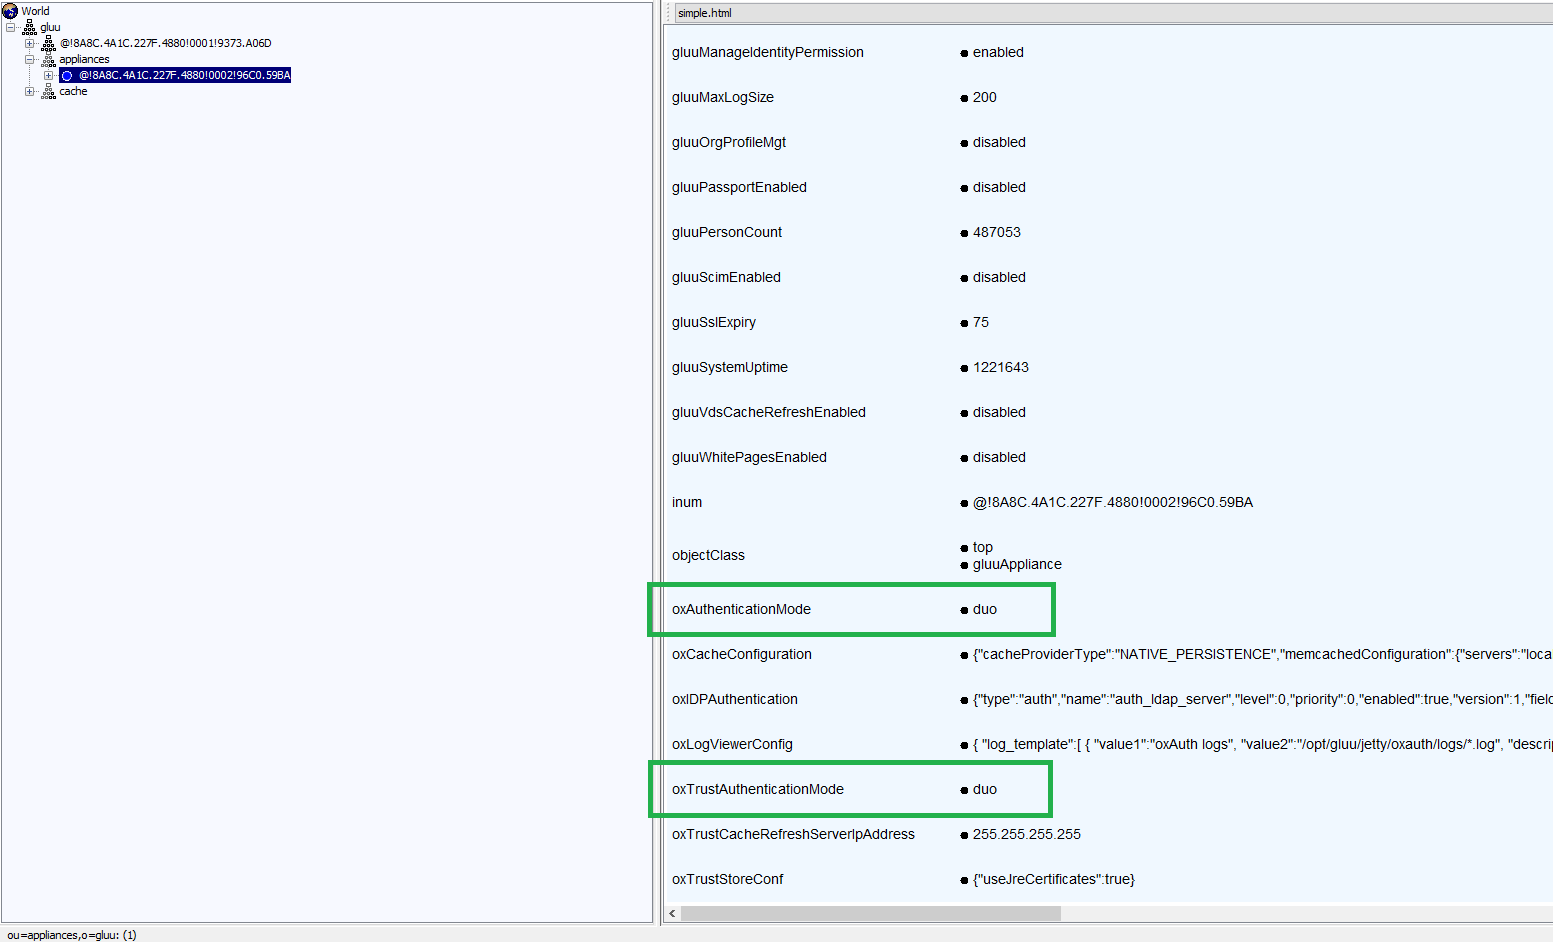 World
gluu
@!8A8C.4A1C.227F.4880!0001!9373.A06D
appliances
@!8A8C.4A1C.227F.4880!0002!96C0.59BA
cache
simple.html
gluuManageIdentityPermission ● enabled
gluuMaxLogSize ● 200
gluuOrgProfileMgt ● disabled
gluuPassportEnabled ● disabled
gluuPersonCount ● 487053
gluuScimEnabled ● disabled
gluuSslExpiry ● 75
gluuSystemUptime ● 1221643
gluuVdsCacheRefreshEnabled ● disabled
gluuWhitePagesEnabled ● disabled
inum ● @!8A8C.4A1C.227F.4880!0002!96C0.59BA
objectClass ● top
● gluuAppliance
oxAuthenticationMode ● duo
oxCacheConfiguration ● {"cacheProviderType":"NATIVE_PERSISTENCE","memcachedConfiguration":{"servers":"loca
oxIDPAuthentication ● {"type":"auth","name":"auth_ldap_server","level":0,"priority":0,"enabled":true,"version":1,"field
oxLogViewerConfig ● { "log_template":[ { "value1":"oxAuth logs", "value2":"/opt/gluu/jetty/oxauth/logs/*.log", "descrip
oxTrustAuthenticationMode ● duo
oxTrustCacheRefreshServerIpAddress ● 255.255.255.255
oxTrustStoreConf ● {"useJreCertificates":true}
ou=appliances,o=gluu: (1)